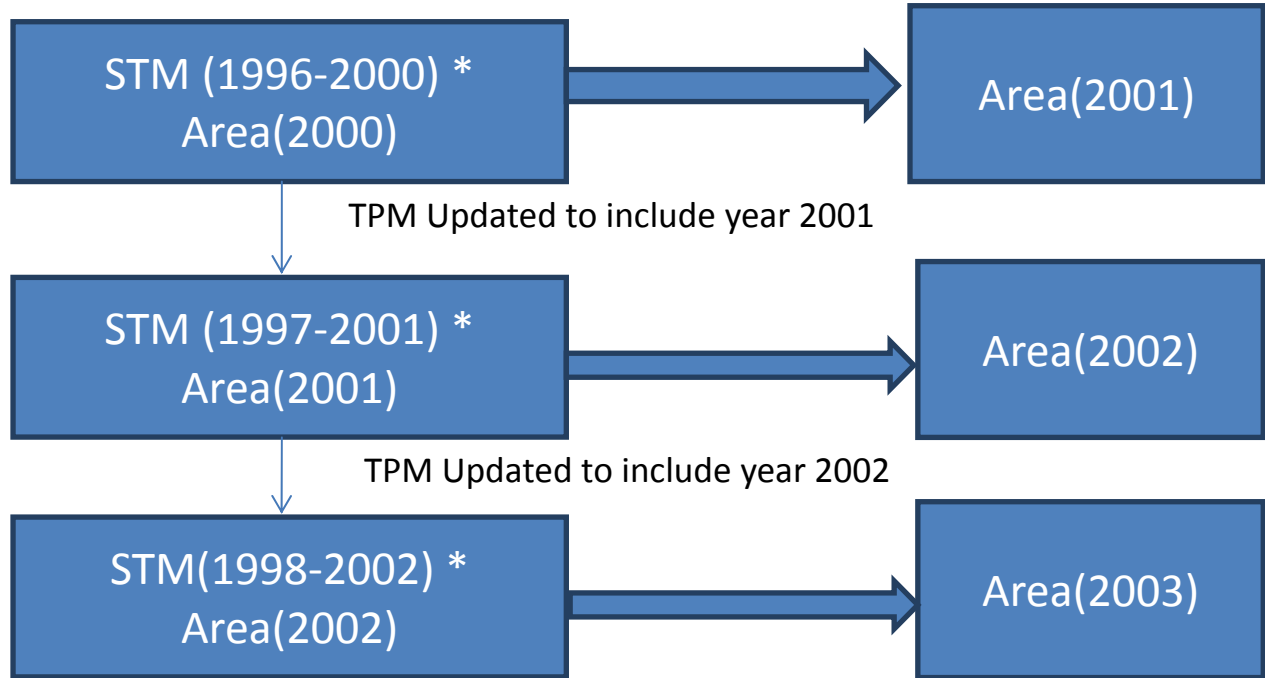 STM (1996-2000) *
Area(2000)
Area(2001)
TPM Updated to include year 2001
STM (1997-2001) *
Area(2001)
Area(2002)
TPM Updated to include year 2002
STM(1998-2002) *
Area(2002)
Area(2003)